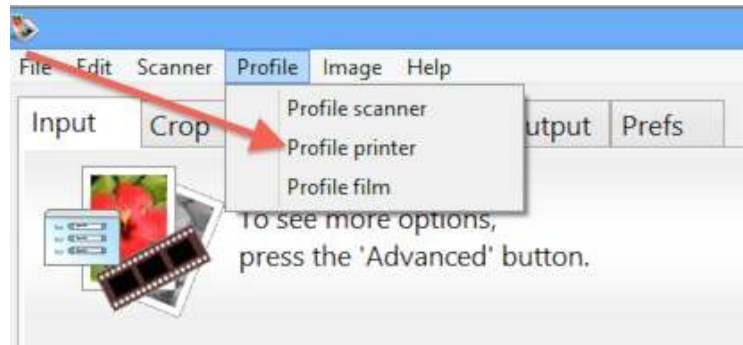 File Edit Scanner Profile Image Help
Input Crop utput Prefs
Profile scanner
Profile printer
Profile film
To see more options,
press the 'Advanced' button.